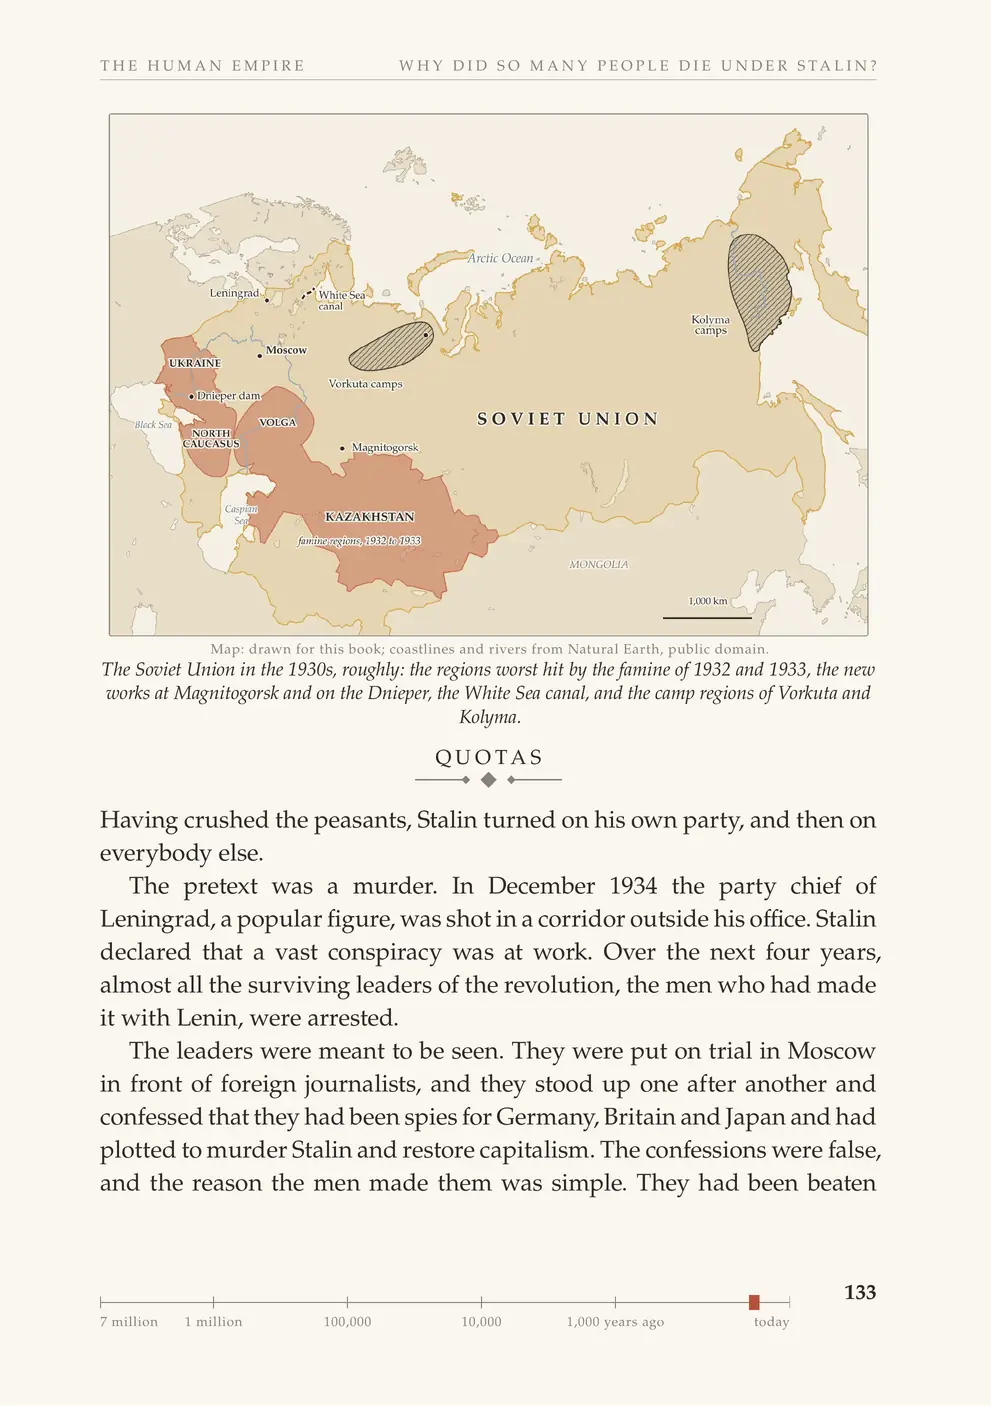 THE HUMAN EMPIRE
WHY DID SO MANY PEOPLE DIE UNDER STALIN?
Arctic Ocean
Leningrad
White Sea
canal
Kolyma
camps
Moscow
UKRAINE
Vorkuta camps
Dnieper dam
SOVIET UNION
Black Sea
VOLGA
NORTH
CAUCASUS
Magnitogorsk
Caspian
Sea
KAZAKHSTAN
famine regions, 1932 to 1933
MONGOLIA
1,000 km
Map: drawn for this book; coastlines and rivers from Natural Earth, public domain.
The Soviet Union in the 1930s, roughly: the regions worst hit by the famine of 1932 and 1933, the new
works at Magnitogorsk and on the Dnieper, the White Sea canal, and the camp regions of Vorkuta and
Kolyma.
QUOTAS
Having crushed the peasants, Stalin turned on his own party, and then on
everybody else.
The pretext was a murder. In December 1934 the party chief of
Leningrad, a popular figure, was shot in a corridor outside his office. Stalin
declared that a vast conspiracy was at work. Over the next four years,
almost all the surviving leaders of the revolution, the men who had made
it with Lenin, were arrested.
The leaders were meant to be seen. They were put on trial in Moscow
in front of foreign journalists, and they stood up one after another and
confessed that they had been spies for Germany, Britain and Japan and had
plotted to murder Stalin and restore capitalism. The confessions were false,
and the reason the men made them was simple. They had been beaten
133
7 million
1 million
100,000
10,000
1,000 years ago
today